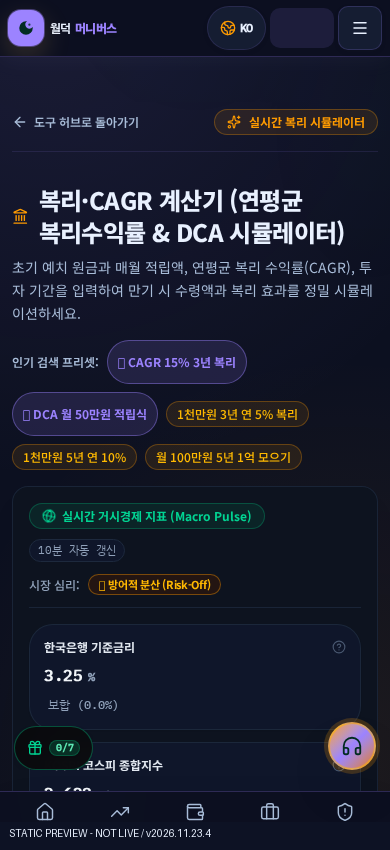 월덕 머니버스
KO
도구 허브로 돌아가기
실시간 복리 시뮬레이터
복리·CAGR 계산기 (연평균
복리수익률 & DCA 시뮬레이터)
초기 예치 원금과 매월 적립액, 연평균 복리 수익률(CAGR), 투
자 기간을 입력하여 만기 시 수령액과 복리 효과를 정밀 시뮬레
이션하세요.
인기 검색 프리셋:
CAGR 15% 3년 복리
DCA 월 50만원 적립식
1천만원 3년 연 5% 복리
1천만원 5년 연 10%
월 100만원 5년 1억 모으기
실시간 거시경제 지표 (Macro Pulse)
10분 자동 갱신
시장 심리:
방어적 분산 (Risk-Off)
한국은행 기준금리
3.25 %
보합 (0.0%)
0/7
코스피 종합지수
STATIC PREVIEW - NOT LIVE / v2026.11.23.4